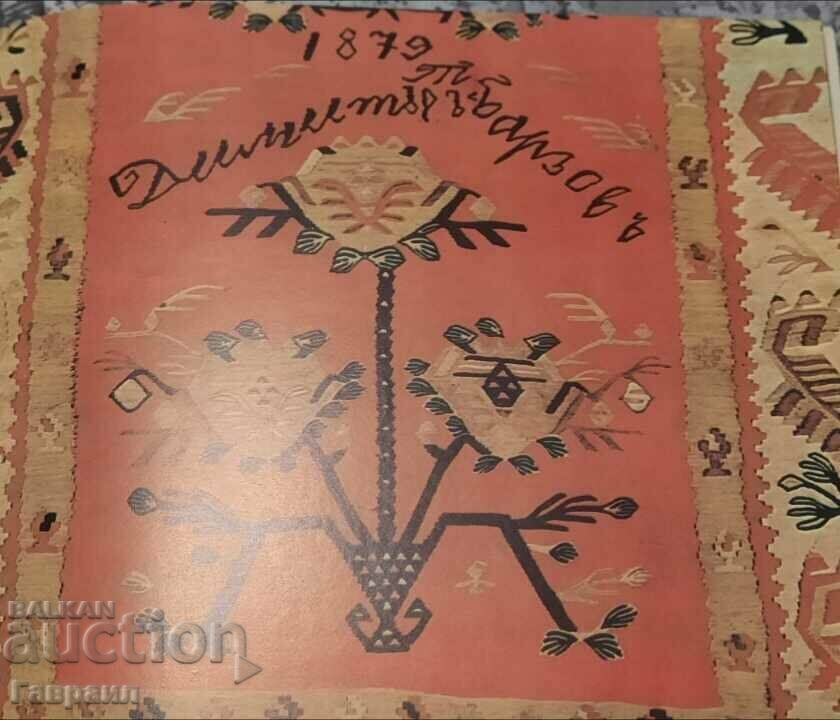 1879
т
Димитъръ Барзовъ
BALKAN
auction
Гавраил